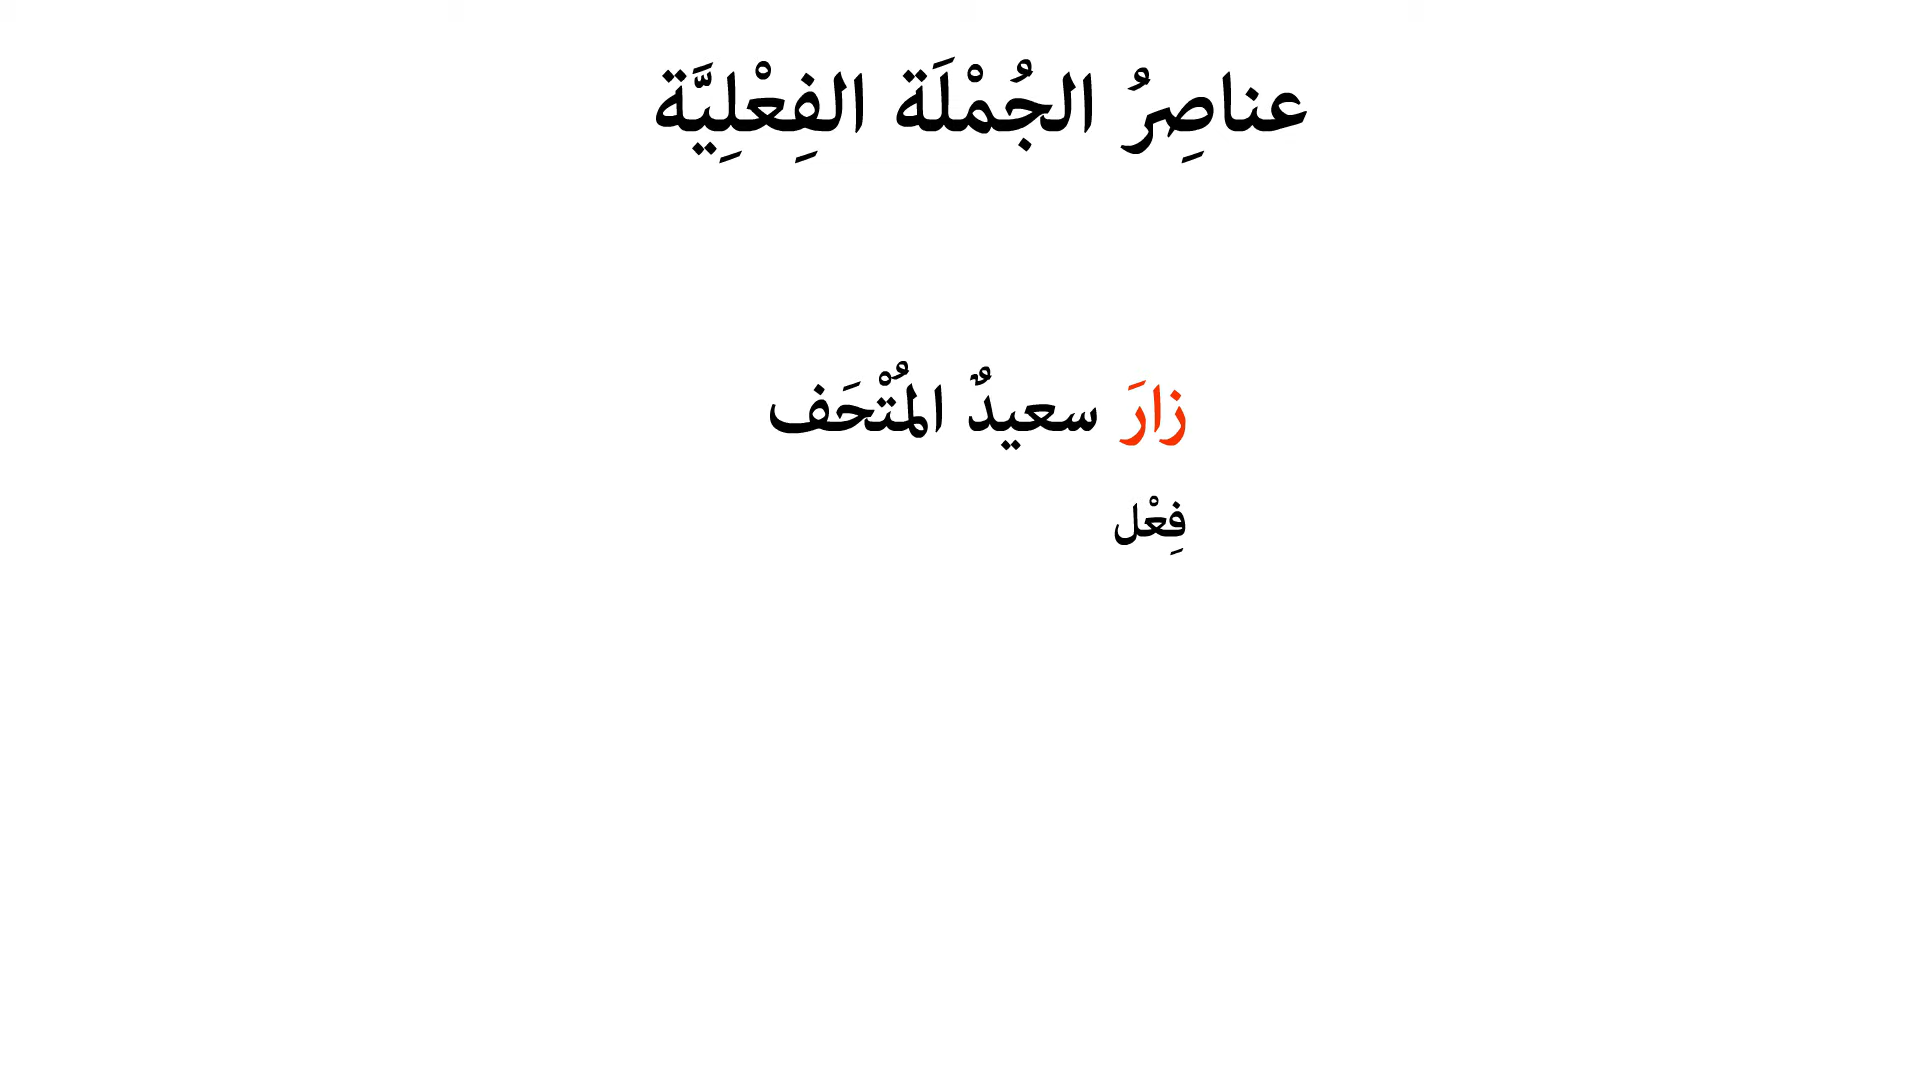 عناصِرُ الجُمْلَة الفِعْلِيَّة
زارَ سعيدٌ المُتْحَف
فِعْل